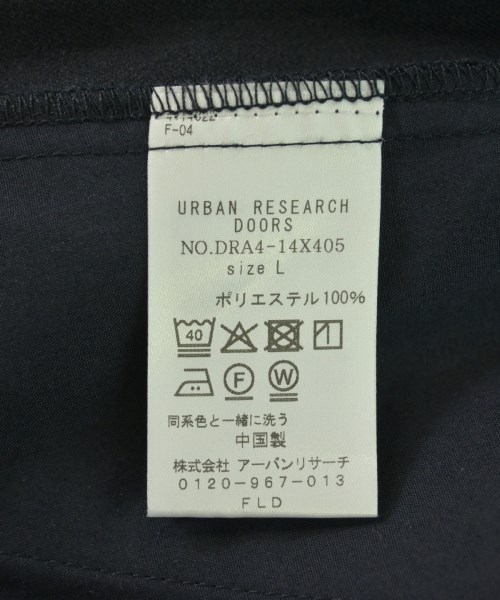 F-04
URBAN RESEARCH
DOORS
NO.DRA4-14X405
size L
ポリエステル100%
40
F W
同系色と一緒に洗う
中国製
株式会社 アーバンリサーチ
0120-967-013
FLD